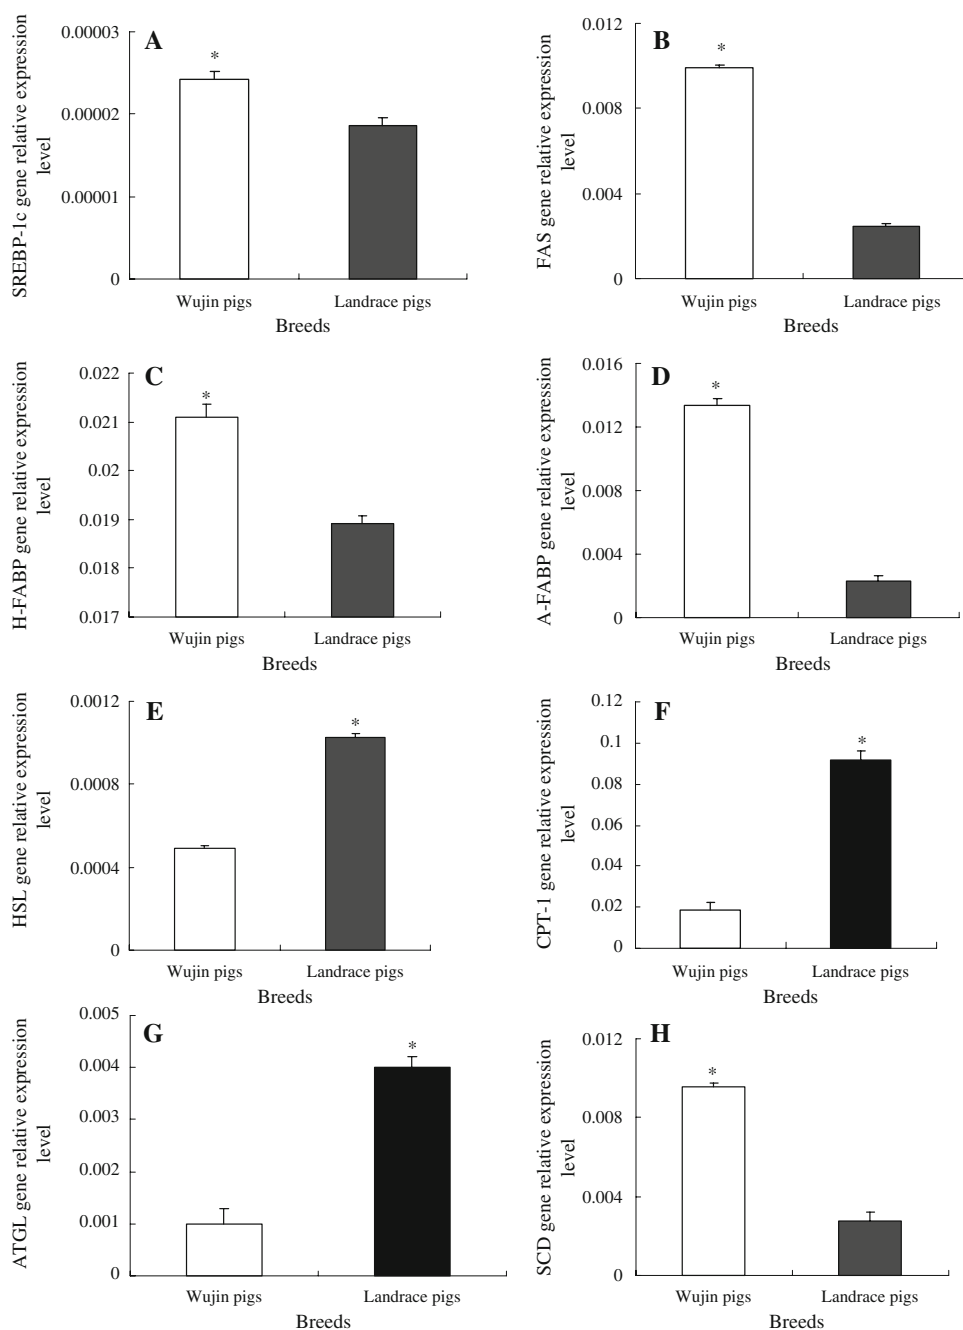 A
SREBP-1c gene relative expression
level
0.00003
0.00002
0.00001
0
*
Wujin pigs
Landrace pigs
Breeds
B
FAS gene relative expression
level
0.012
0.008
0.004
0
*
Wujin pigs
Landrace pigs
Breeds
C
H-FABP gene relative expression
level
0.022
0.021
0.02
0.019
0.018
0.017
*
Wujin pigs
Landrace pigs
Breeds
D
A-FABP gene relative expression
level
0.016
0.012
0.008
0.004
0
*
Wujin pigs
Landrace pigs
Breeds
E
HSL gene relative expression
level
0.0012
0.0008
0.0004
0
*
Wujin pigs
Landrace pigs
Breeds
F
CPT-1 gene relative expression
level
0.12
0.1
0.08
0.06
0.04
0.02
0
*
Wujin pigs
Landrace pigs
Breeds
G
ATGL gene relative expression
level
0.005
0.004
0.003
0.002
0.001
0
*
Wujin pigs
Landrace pigs
Breeds
H
SCD gene relative expression
level
0.012
0.008
0.004
0
*
Wujin pigs
Landrace pigs
Breeds